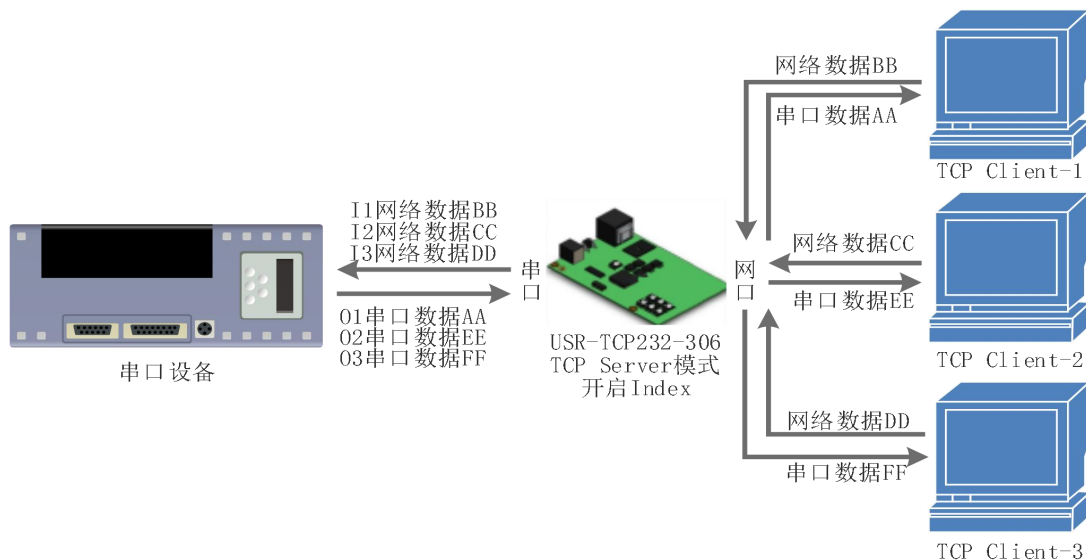 网络数据BB
串口数据AA
TCP Client-1
I1网络数据BB
I2网络数据CC
I3网络数据DD
O1串口数据AA
O2串口数据EE
O3串口数据FF
串口设备
串口
USR-TCP232-306
TCP Server模式
开启Index
网口
网络数据CC
串口数据EE
TCP Client-2
网络数据DD
串口数据FF
TCP Client-3